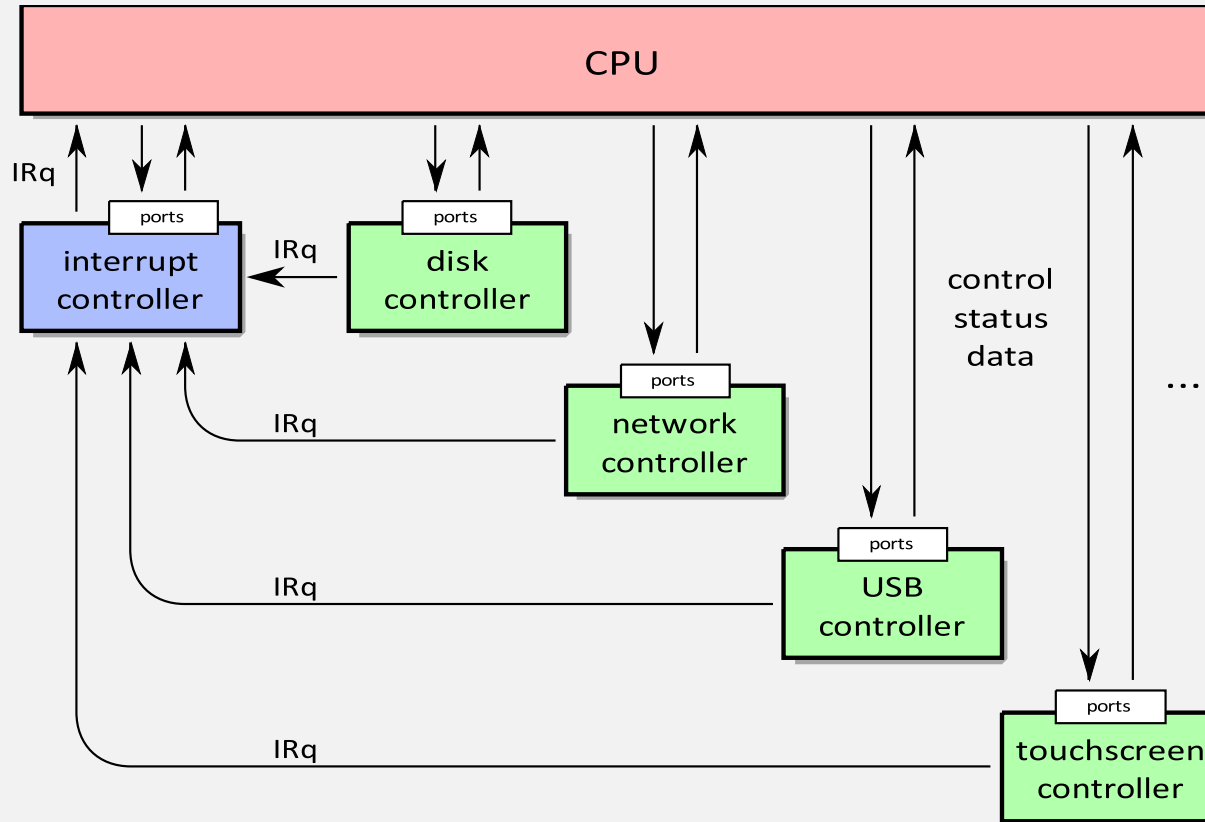 CPU
IRq
ports
ports
interrupt
controller
IRq
disk
controller
control
status
data
ports
...
network
controller
IRq
ports
USB
controller
IRq
ports
touchscreen
controller
IRq